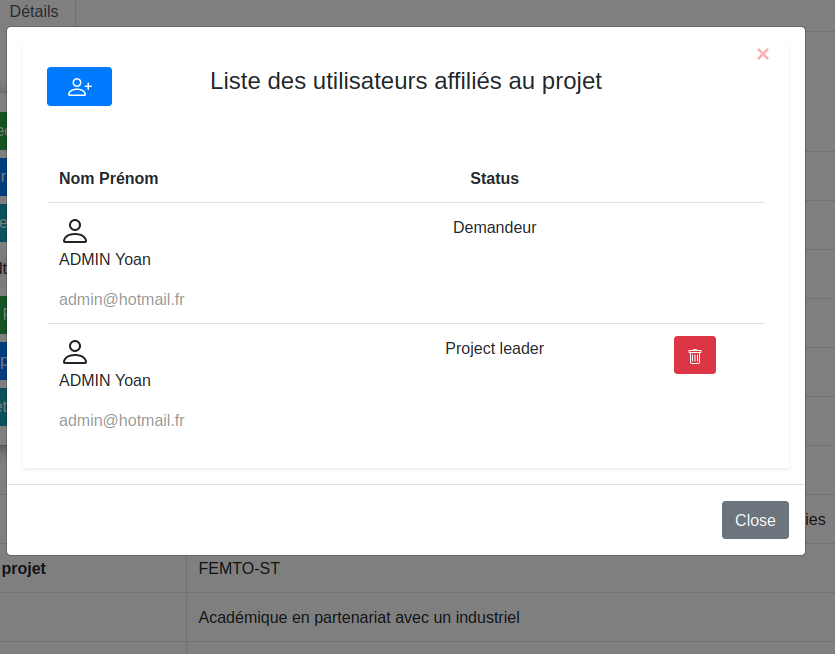 Détails
Liste des utilisateurs affiliés au projet
Nom Prénom Status
Demandeur
ADMIN Yoan
admin@hotmail.fr
Project leader
ADMIN Yoan
admin@hotmail.fr
Close
ies
projet FEMTO-ST
Académique en partenariat avec un industriel